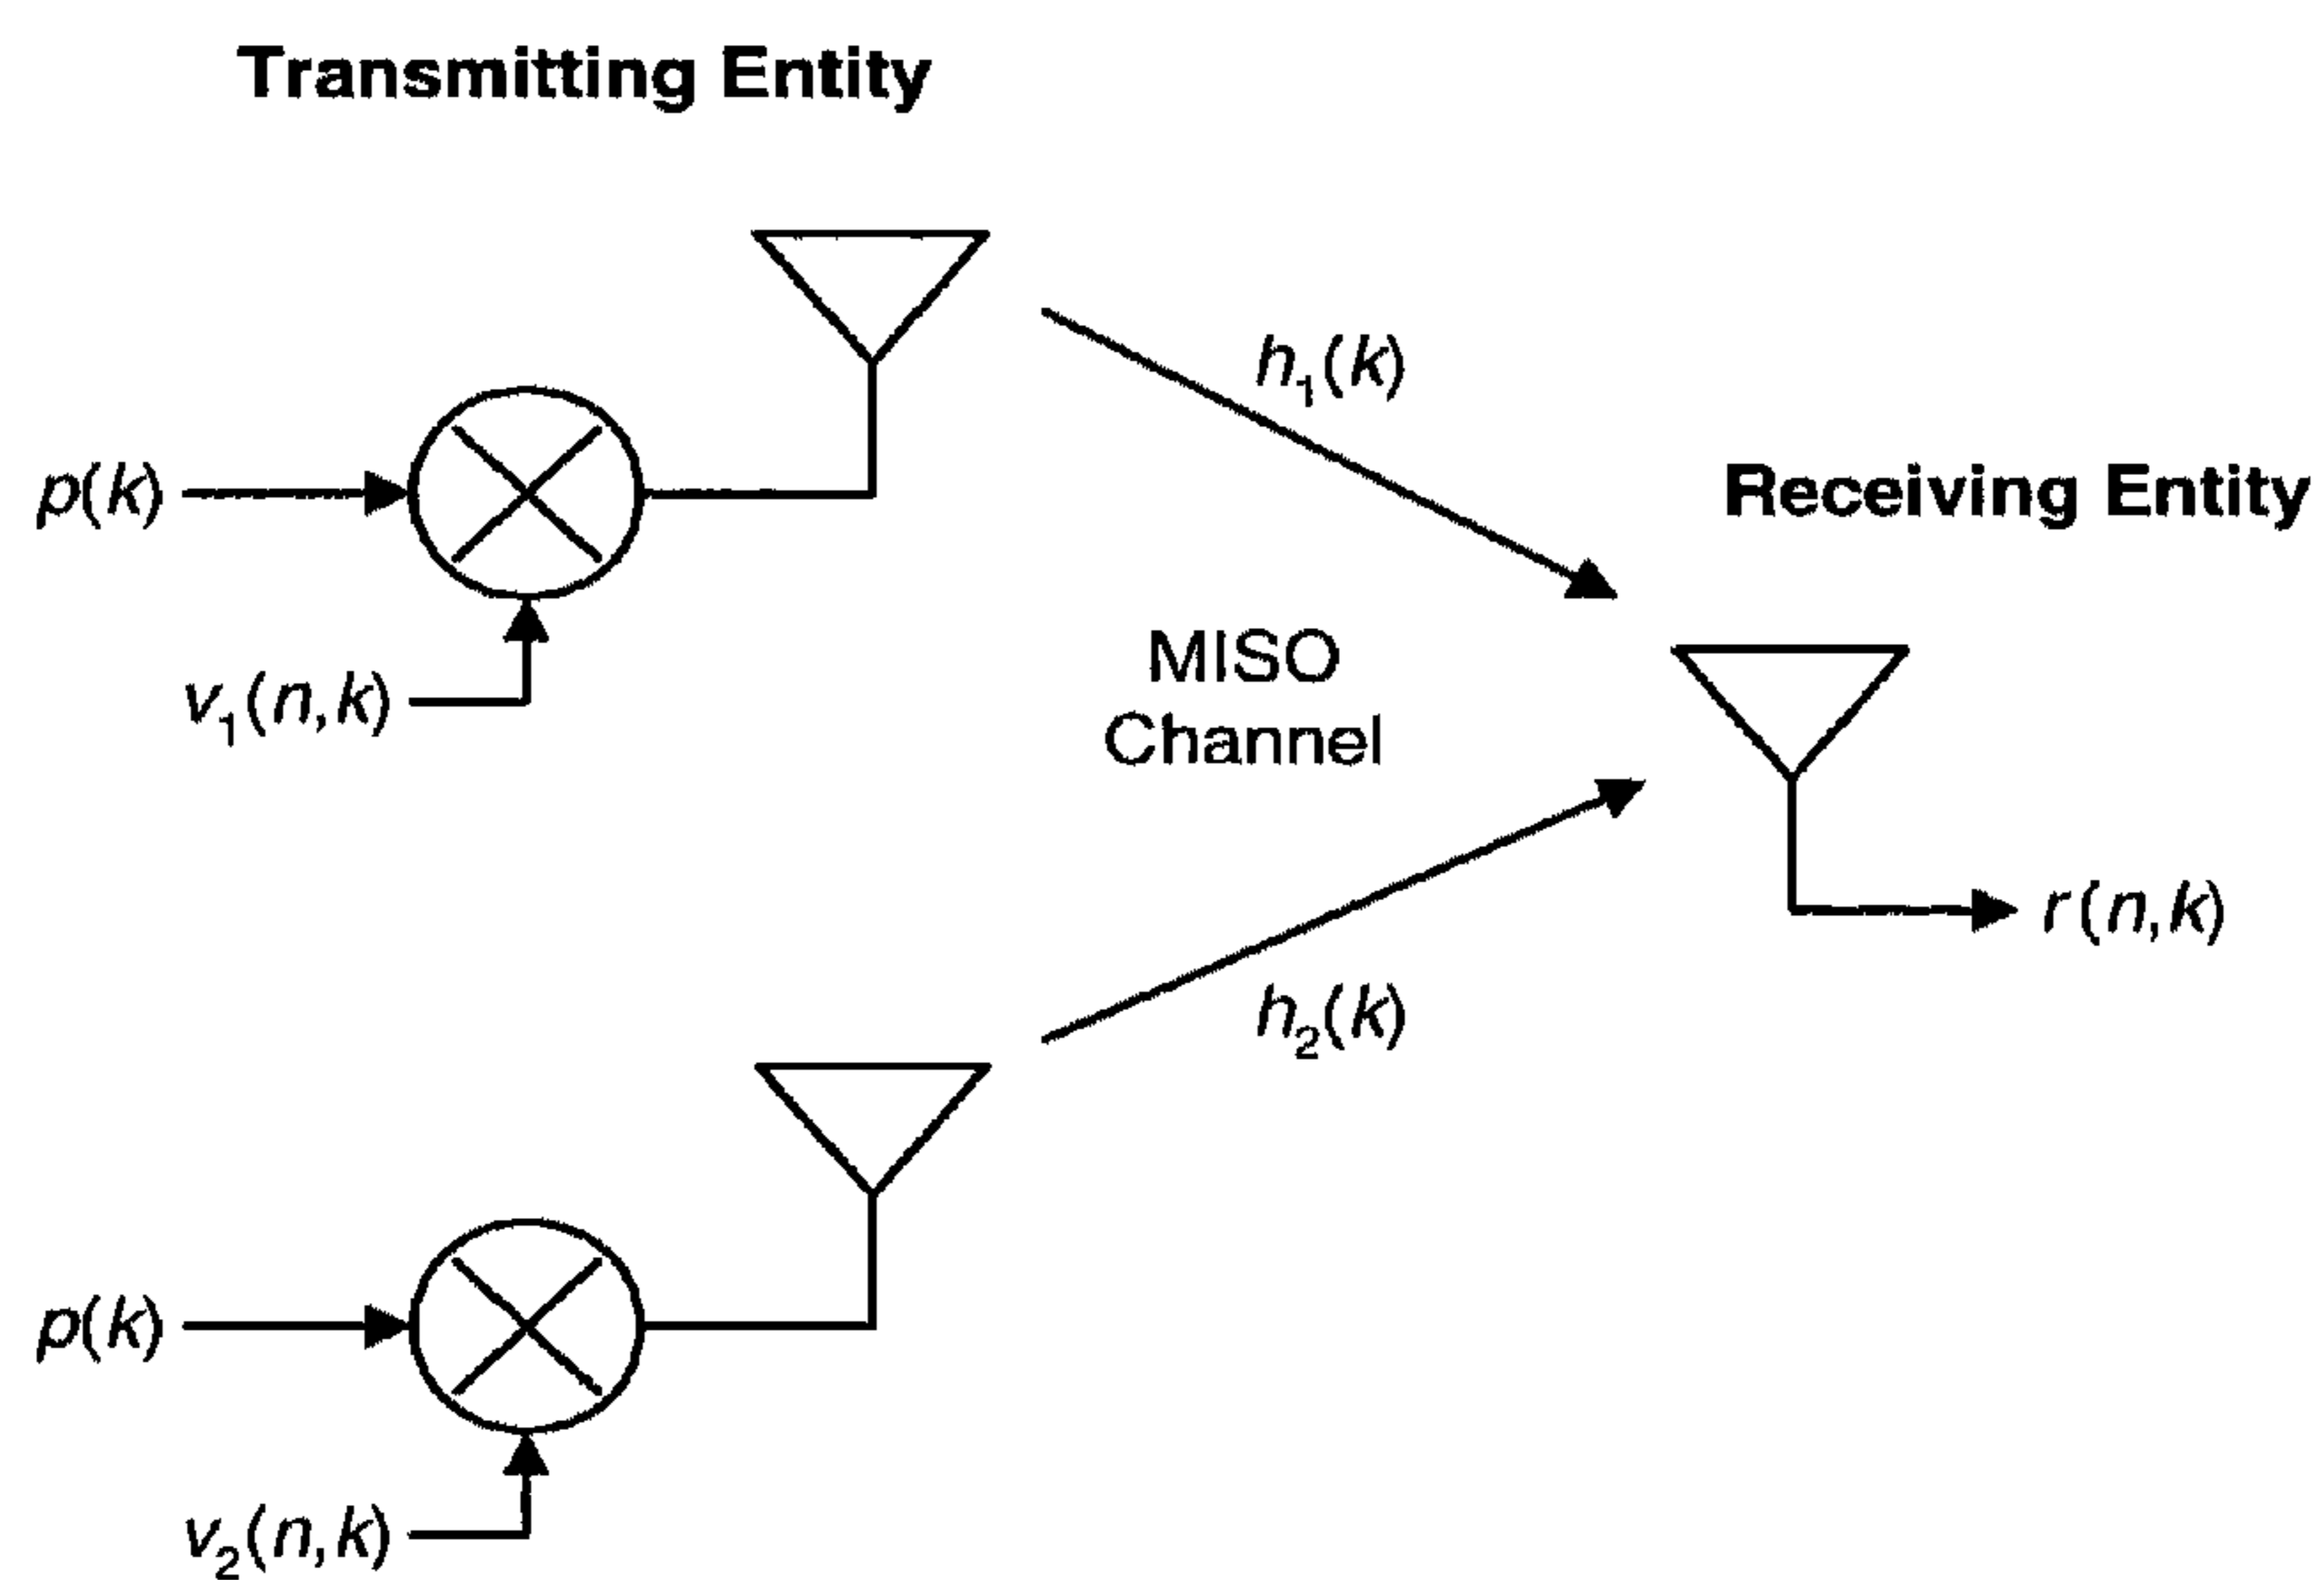 Transmitting Entity
h₁(k)
p(k)
Receiving Entity
v₁(n,k)
MISO
Channel
r(n,k)
h₂(k)
p(k)
v₂(n,k)